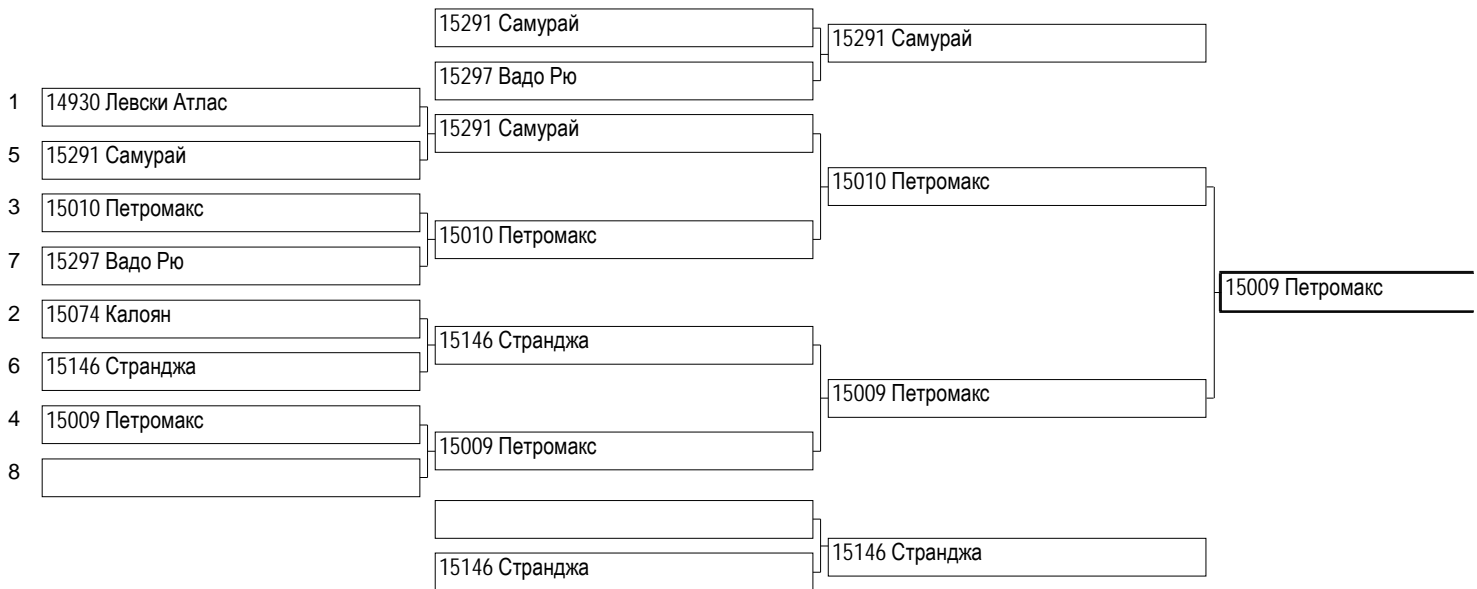 15291 Самурай
15291 Самурай
15297 Вадо Рю
1 14930 Левски Атлас
15291 Самурай
5 15291 Самурай
15010 Петромакс
3 15010 Петромакс
15010 Петромакс
7 15297 Вадо Рю
15009 Петромакс
2 15074 Калоян
15146 Странджа
6 15146 Странджа
15009 Петромакс
4 15009 Петромакс
15009 Петромакс
8
15146 Странджа
15146 Странджа